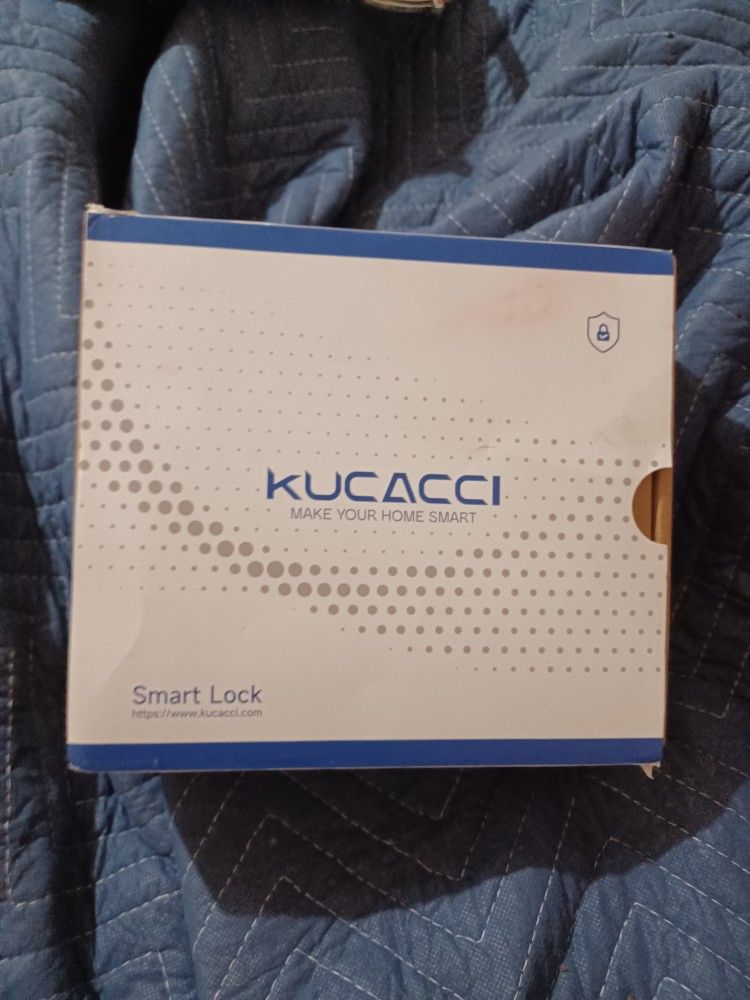 KUCACCI
MAKE YOUR HOME SMART
Smart Lock
https://www.kucacci.com